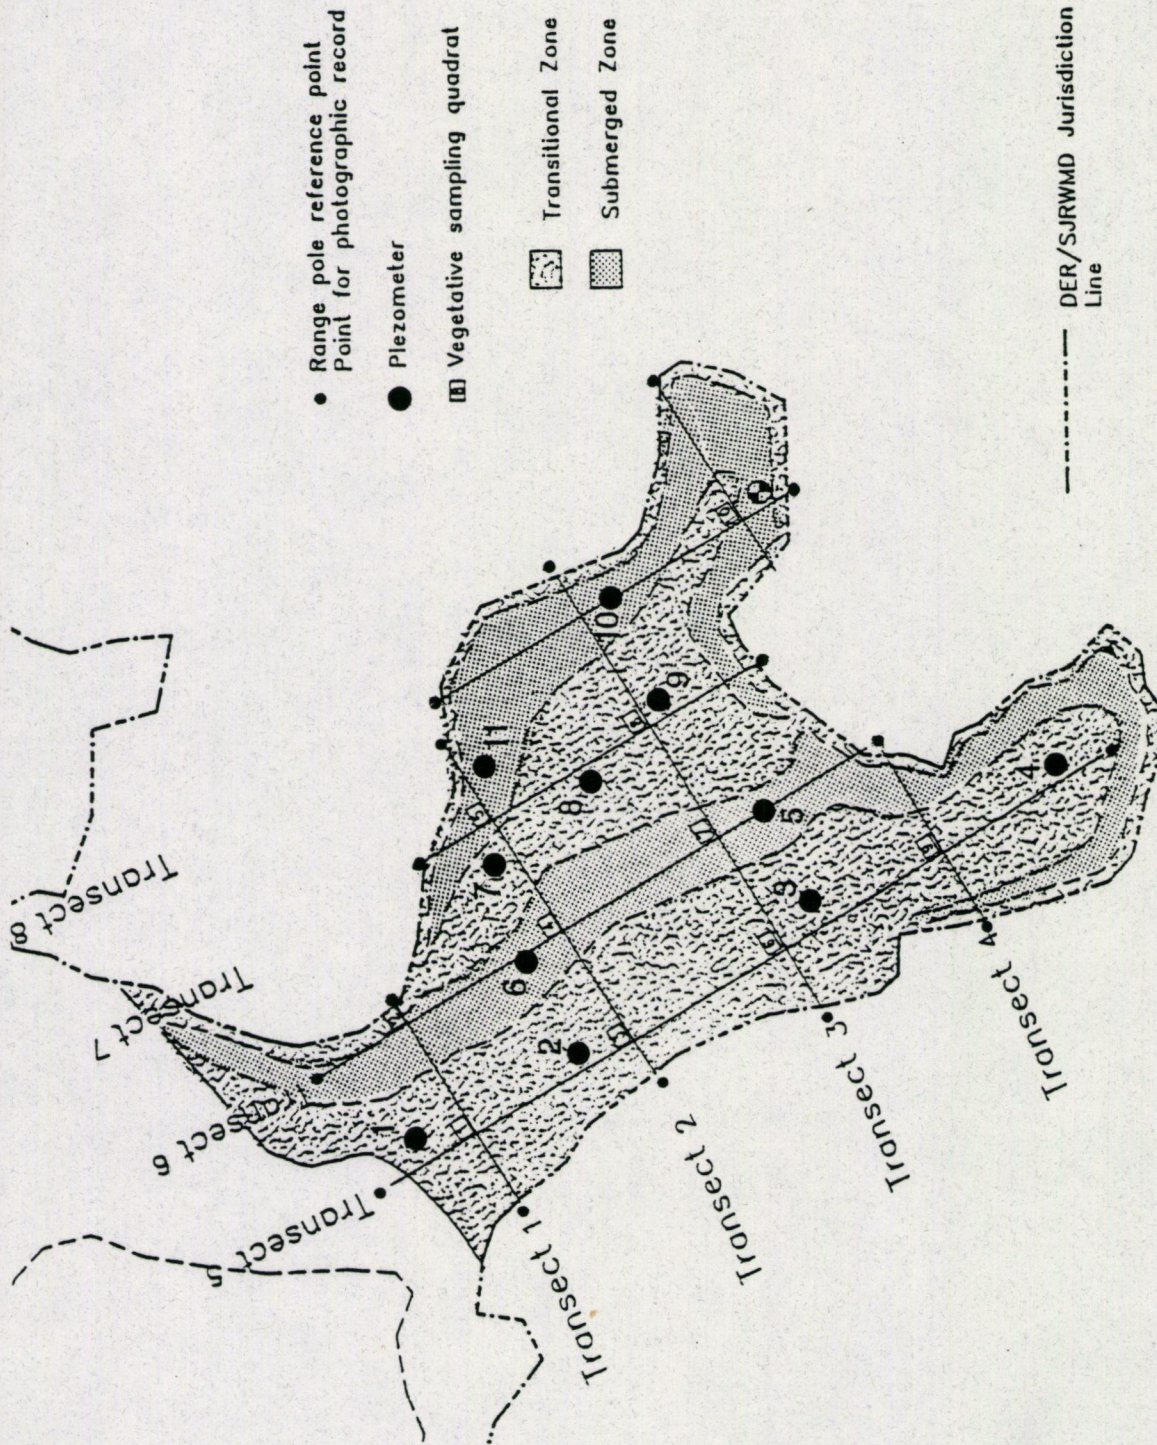 Range pole reference point
Point for photographic record
Plezometer
Vegetative sampling quadrat
Transitional Zone
Submerged Zone
DER/SJRWMD Jurisdiction
Line
Transect 1
Transect 2
Transect 3
Transect 4
Transect 5
Transect 6
Transect 7
Transect 8
1
2
3
4
5
6
7
8
9
10
11